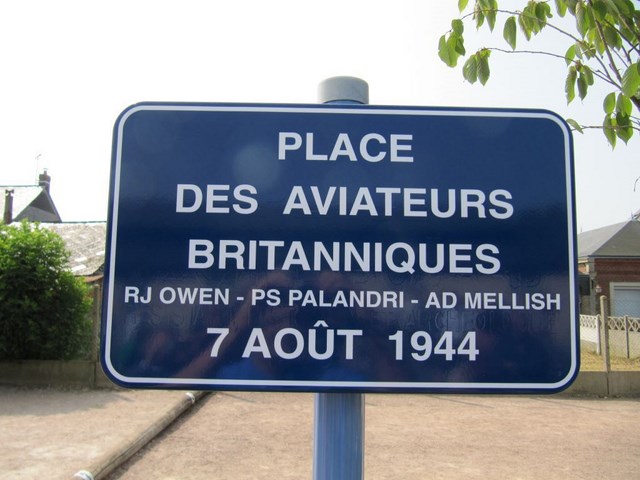 PLACE
DES AVIATEURS
BRITANNIQUES
RJ OWEN - PS PALANDRI - AD MELLISH
7 AOÛT 1944